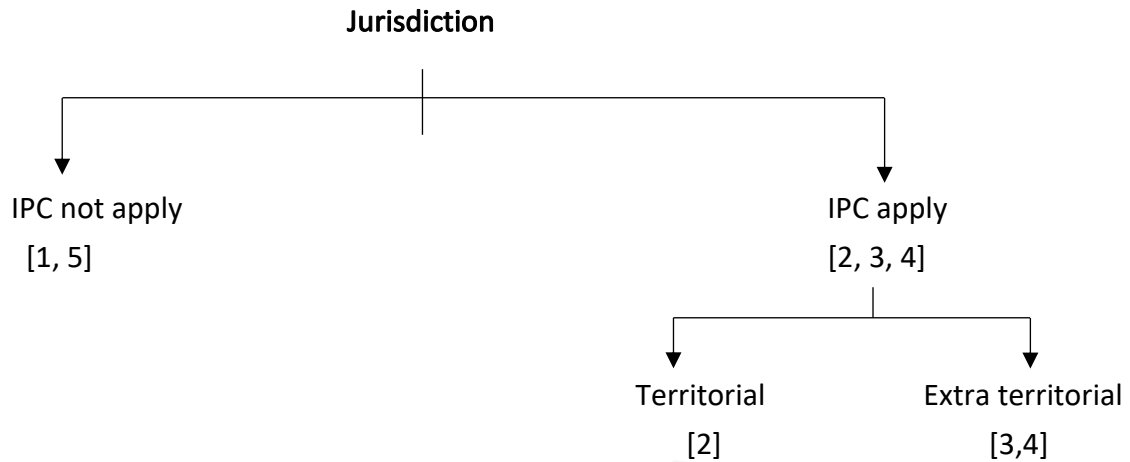 Jurisdiction
IPC not apply
[1, 5]
IPC apply
[2, 3, 4]
Territorial
[2]
Extra territorial
[3,4]